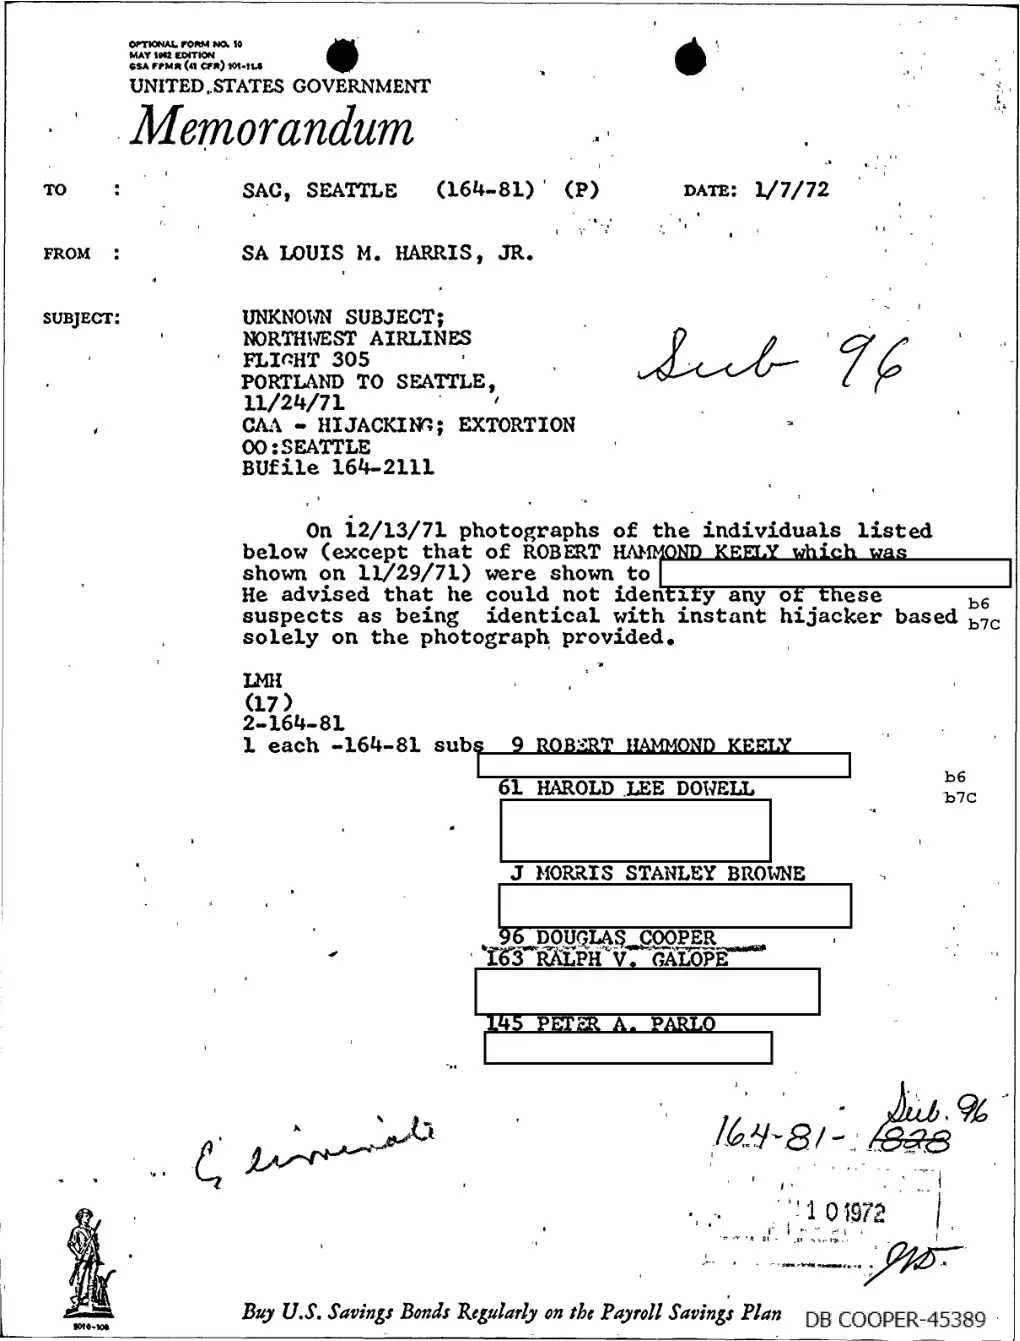 OPTIONAL FORM NO. 10
MAY 1962 EDITION
GSA FPMR (41 CFR) 101-11.6
UNITED STATES GOVERNMENT
Memorandum
TO : SAC, SEATTLE (164-81) (P) DATE: 1/7/72
FROM : SA LOUIS M. HARRIS, JR.
SUBJECT: UNKNOWN SUBJECT;
NORTHWEST AIRLINES
FLIGHT 305
PORTLAND TO SEATTLE,
11/24/71
CAA - HIJACKING; EXTORTION
OO:SEATTLE
BUfile 164-2111
Sub 96
On 12/13/71 photographs of the individuals listed
below (except that of ROBERT HAMMOND KEELY which was
shown on 11/29/71) were shown to
He advised that he could not identify any of these
suspects as being identical with instant hijacker based
solely on the photograph provided.
b6
b7C
LMH
(17)
2-164-81
1 each -164-81 subs 9 ROBERT HAMMOND KEELY
61 HAROLD LEE DOWELL
b6
b7C
J MORRIS STANLEY BROWNE
96 DOUGLAS COOPER
163 RALPH V. GALOPE
145 PETER A. PARLO
Eliminate
Sub. 96
164-81- 1828
10 1972
5010-108
Buy U.S. Savings Bonds Regularly on the Payroll Savings Plan
DB COOPER-45389